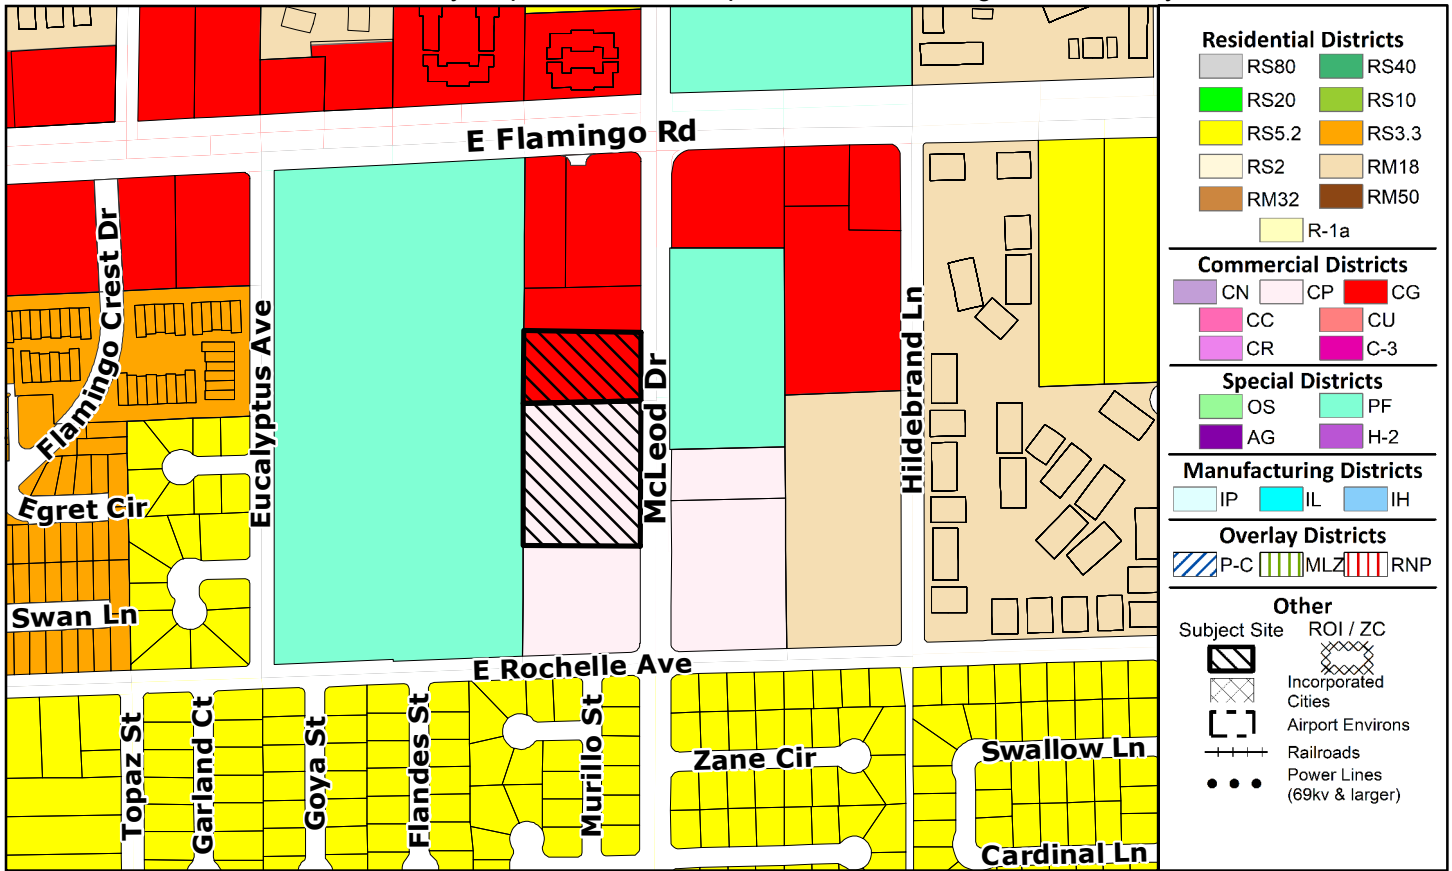 E Flamingo Rd
Flamingo Crest Dr
Eucalyptus Ave
McLeod Dr
Hildebrand Ln
Egret Cir
Swan Ln
E Rochelle Ave
Topaz St
Garland Ct
Goya St
Flandes St
Murillo St
Zane Cir
Swallow Ln
Cardinal Ln
Residential Districts
RS80 RS40
RS20 RS10
RS5.2 RS3.3
RS2 RM18
RM32 RM50
R-1a
Commercial Districts
CN CP CG
CC CU
CR C-3
Special Districts
OS PF
AG H-2
Manufacturing Districts
IP IL IH
Overlay Districts
P-C MLZ RNP
Other
Subject Site ROI / ZC
Incorporated
Cities
Airport Environs
Railroads
Power Lines
(69kv & larger)